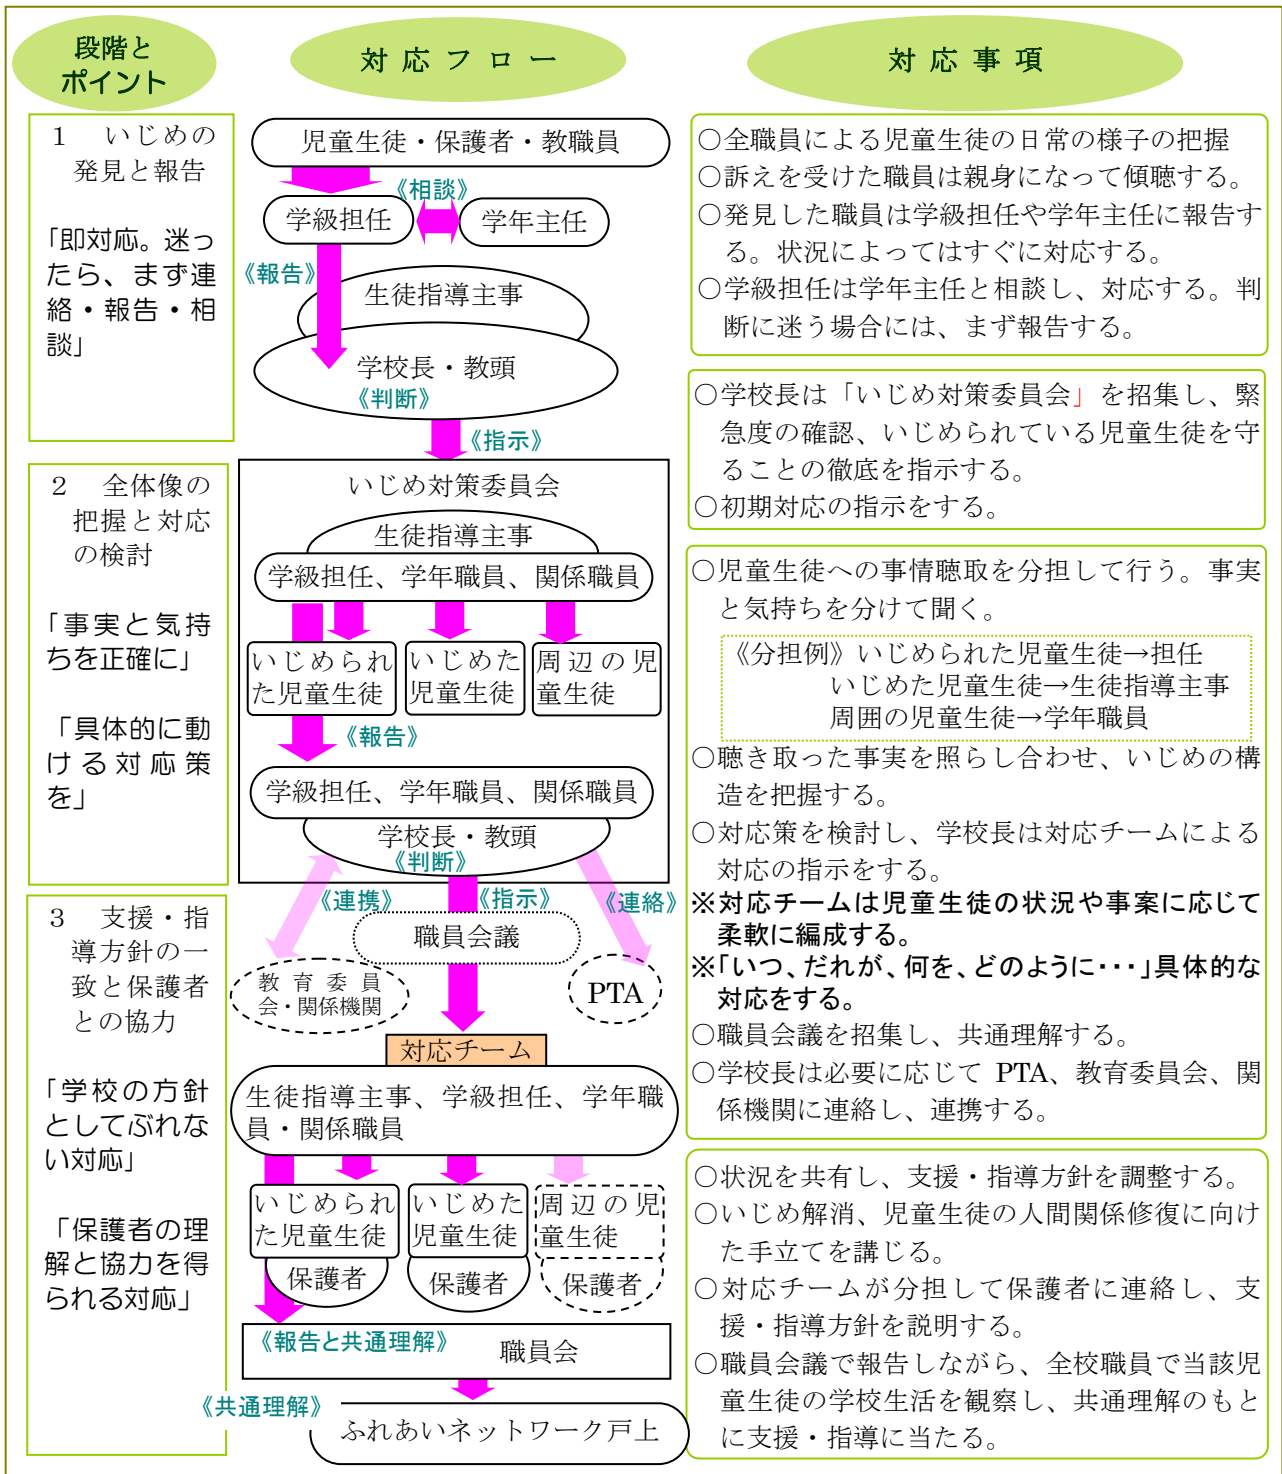 段階と
ポイント
対応フロー
対応事項
1 いじめの
発見と報告
「即対応。迷っ
たら、まず連
絡・報告・相
談」
児童生徒・保護者・教職員
《相談》
学級担任
学年主任
《報告》
生徒指導主事
学校長・教頭
《判断》
《指示》
○全職員による児童生徒の日常の様子の把握
○訴えを受けた職員は親身になって傾聴する。
○発見した職員は学級担任や学年主任に報告す
る。状況によってはすぐに対応する。
○学級担任は学年主任と相談し、対応する。判
断に迷う場合には、まず報告する。
○学校長は「いじめ対策委員会」を招集し、緊
急度の確認、いじめられている児童生徒を守
ることの徹底を指示する。
○初期対応の指示をする。
2 全体像の
把握と対応
の検討
「事実と気持
ちを正確に」
「具体的に動
ける対応策
を」
いじめ対策委員会
生徒指導主事
学級担任、学年職員、関係職員
いじめられ
た児童生徒
いじめた
児童生徒
周辺の児
童生徒
《報告》
学級担任、学年職員、関係職員
学校長・教頭
《判断》
○児童生徒への事情聴取を分担して行う。事実
と気持ちを分けて聞く。
《分担例》いじめられた児童生徒→担任
いじめた児童生徒→生徒指導主事
周囲の児童生徒→学年職員
○聴き取った事実を照らし合わせ、いじめの構
造を把握する。
○対応策を検討し、学校長は対応チームによる
対応の指示をする。
※対応チームは児童生徒の状況や事案に応じて
柔軟に編成する。
※「いつ、だれが、何を、どのように・・・」具体的な
対応をする。
○職員会議を招集し、共通理解する。
○学校長は必要に応じて PTA、教育委員会、関
係機関に連絡し、連携する。
3 支援・指
導方針の一
致と保護者
との協力
「学校の方針
としてぶれな
い対応」
「保護者の理
解と協力を得
られる対応」
《連携》
《指示》
《連絡》
職員会議
教育委員
会・関係機関
PTA
対応チーム
生徒指導主事、学級担任、学年職
員・関係職員
いじめられ
た児童生徒
いじめた
児童生徒
周辺の児
童生徒
保護者
保護者
保護者
《報告と共通理解》
職員会
《共通理解》
ふれあいネットワーク戸上
○状況を共有し、支援・指導方針を調整する。
○いじめ解消、児童生徒の人間関係修復に向け
た手立てを講じる。
○対応チームが分担して保護者に連絡し、支
援・指導方針を説明する。
○職員会議で報告しながら、全校職員で当該児
童生徒の学校生活を観察し、共通理解のもと
に支援・指導に当たる。